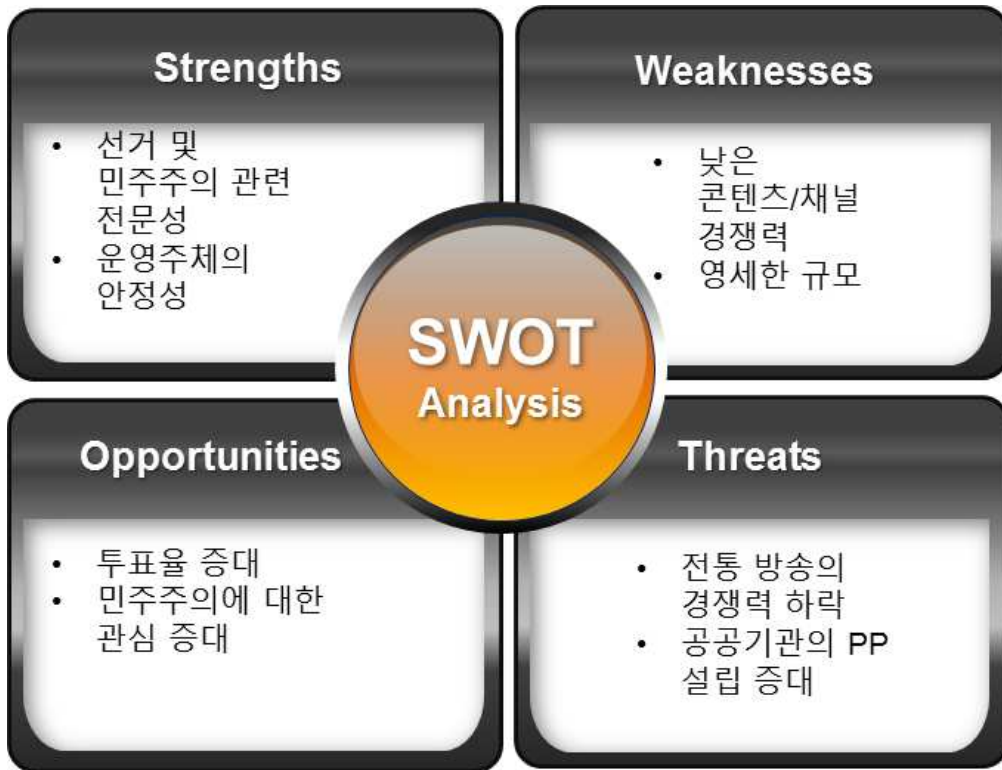 Strengths
• 선거 및
민주주의 관련
전문성
• 운영주체의
안정성
Weaknesses
• 낮은
콘텐츠/채널
경쟁력
• 영세한 규모
SWOT
Analysis
Opportunities
• 투표율 증대
• 민주주의에 대한
관심 증대
Threats
• 전통 방송의
경쟁력 하락
• 공공기관의 PP
설립 증대